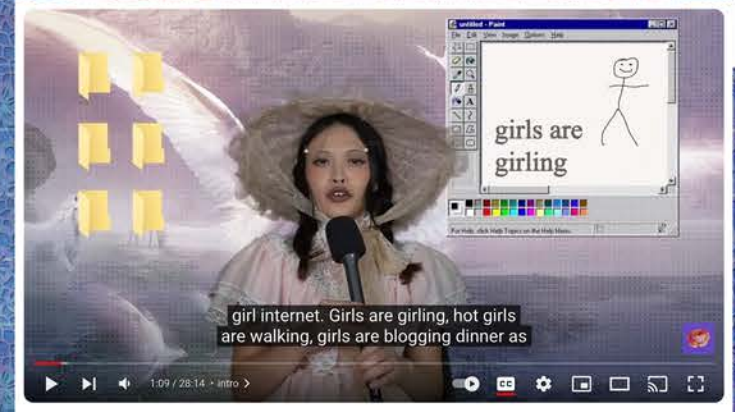 untitled - Paint
File Edit View Image Options Help
girls are
girling
For Help, click Help Topics on the Help Menu.
girl internet. Girls are girling, hot girls
are walking, girls are blogging dinner as
1:09 / 28:14 • intro >
CC